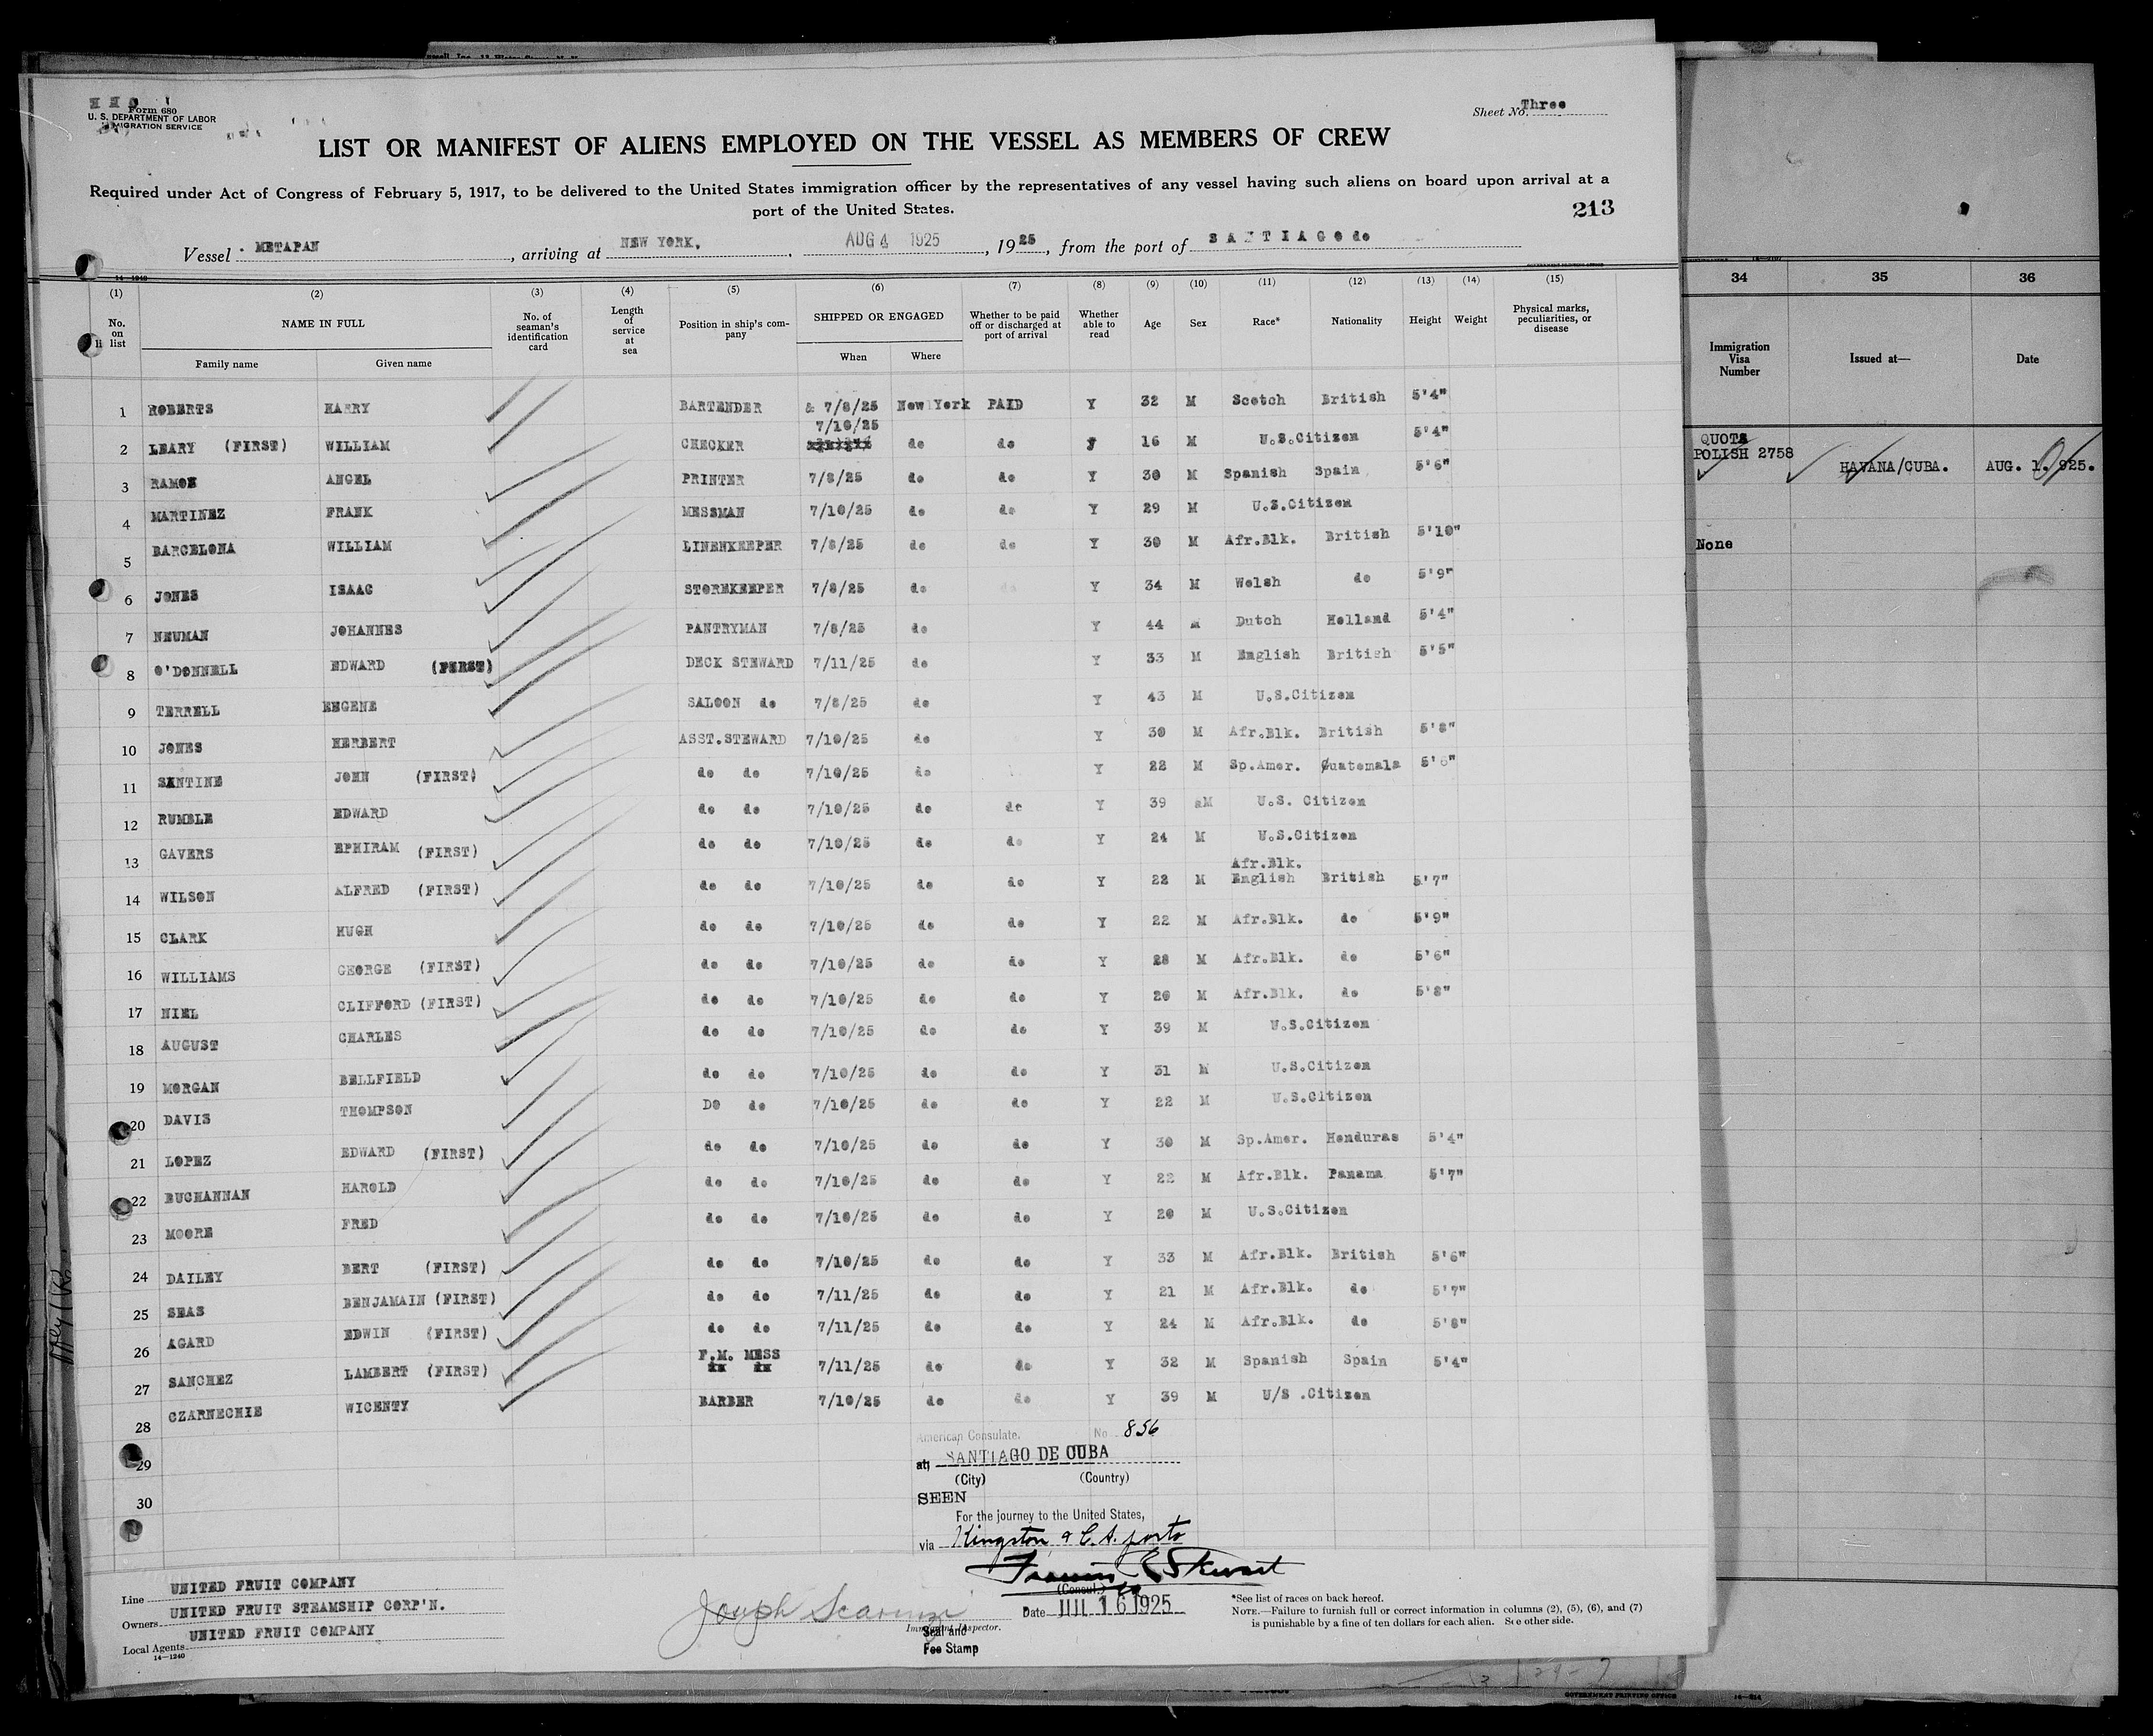 Form 680
U. S. DEPARTMENT OF LABOR
IMMIGRATION SERVICE
Sheet No. Three
LIST OR MANIFEST OF ALIENS EMPLOYED ON THE VESSEL AS MEMBERS OF CREW
Required under Act of Congress of February 5, 1917, to be delivered to the United States immigration officer by the representatives of any vessel having such aliens on board upon arrival at a
port of the United States.
213
Vessel METAPAN, arriving at NEW YORK, AUG 4 1925, 1925, from the port of SANTIAGO de
14-1240
(1) (2) (3) (4) (5) (6) (7) (8) (9) (10) (11) (12) (13) (14) (15)
No. on list NAME IN FULL No. of seaman's identification card Length of service at sea Position in ship's company SHIPPED OR ENGAGED Whether to be paid off or discharged at port of arrival Whether able to read Age Sex Race* Nationality Height Weight Physical marks, peculiarities, or disease
Family name Given name When Where
1 ROBERTS HARRY BARTENDER & 7/8/25 New York PAID Y 32 M Scotch British 5'4"
7/10/25
2 LEARY (FIRST) WILLIAM CHECKER do do 16 M U.S.Citizen 5'4"
3 RAMON ANGEL PRINTER 7/8/25 do do Y 30 M Spanish Spain 5'6"
4 MARTINEZ FRANK MESSMAN 7/10/25 do do Y 29 M U.S.Citizen
5 BARCELONA WILLIAM LINENKEEPER 7/8/25 do do Y 30 M Afr.Blk. British 5'10"
6 JONES ISAAC STOREKEEPER 7/8/25 do do Y 34 M Welsh do 5'9"
7 NEUMAN JOHANNES PANTRYMAN 7/8/25 do Y 44 M Dutch Holland 5'4"
8 O'DONNELL EDWARD (FIRST) DECK STEWARD 7/11/25 do Y 33 M English British 5'5"
9 TERRELL EUGENE SALOON do 7/8/25 do Y 43 M U.S.Citizen
10 JONES HERBERT ASST.STEWARD 7/10/25 do Y 30 M Afr.Blk. British 5'8"
11 SANTINE JOHN (FIRST) do do 7/10/25 do Y 22 M Sp.Amer. Guatemala 5'6"
12 RUMBLE EDWARD do do 7/10/25 do do Y 39 M U.S. Citizen
13 GAVERS EPHIRAM (FIRST) do do 7/10/25 do do Y 24 M U.S.Citizen
Afr.Blk.
14 WILSON ALFRED (FIRST) do do 7/10/25 do do Y 22 M English British 5'7"
15 CLARK HUGH do do 7/10/25 do do Y 22 M Afr.Blk. do 5'9"
16 WILLIAMS GEORGE (FIRST) do do 7/10/25 do do Y 28 M Afr.Blk. do 5'6"
17 NIEL CLIFFORD (FIRST) do do 7/10/25 do do Y 20 M Afr.Blk. do 5'8"
18 AUGUST CHARLES do do 7/10/25 do do Y 39 M U.S.Citizen
19 MORGAN BELLFIELD do do 7/10/25 do do Y 31 M U.S.Citizen
20 DAVIS THOMPSON Do do 7/10/25 do do Y 22 M U.S.Citizen
21 LOPEZ EDWARD (FIRST) do do 7/10/25 do do Y 30 M Sp.Amer. Honduras 5'4"
22 BUCHANNAN HAROLD do do 7/10/25 do do Y 22 M Afr.Blk. Panama 5'7"
23 MOORE FRED do do 7/10/25 do do Y 20 M U.S.Citizen
24 DAILEY BERT (FIRST) do do 7/10/25 do do Y 33 M Afr.Blk. British 5'6"
25 SEAS BENJAMAIN (FIRST) do do 7/11/25 do do Y 21 M Afr.Blk. do 5'7"
26 AGARD EDWIN (FIRST) do do 7/11/25 do do Y 24 M Afr.Blk. do 5'8"
27 SANCHEZ LAMBERT (FIRST) F.M. MESS 7/11/25 do do Y 32 M Spanish Spain 5'4"
28 CZARNECHIE WICENTY BARBER 7/10/25 do do Y 39 M U/S .Citizen
29
30
American Consulate. No. 856
at SANTIAGO DE CUBA
(City) (Country)
SEEN
For the journey to the United States,
via Kingston & C.A. ports
Francis R Stewart
(Consul.)
Date JUL 16 1925
Seal and
Fee Stamp
Joseph Scarinzi
Immigrant Inspector.
Line UNITED FRUIT COMPANY
Owners UNITED FRUIT STEAMSHIP CORP'N.
Local Agents UNITED FRUIT COMPANY
14-1240
*See list of races on back hereof.
NOTE.—Failure to furnish full or correct information in columns (2), (5), (6), and (7)
is punishable by a fine of ten dollars for each alien. See other side.
34 35 36
Immigration Visa Number Issued at— Date
QUOTA
POLISH 2758 HAVANA/CUBA. AUG. 1. 925.
None
GOVERNMENT PRINTING OFFICE